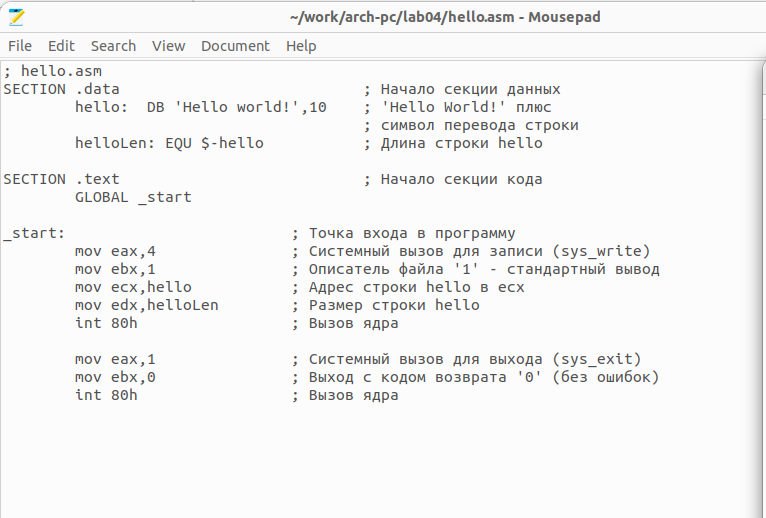 ~/work/arch-pc/lab04/hello.asm - Mousepad
File Edit Search View Document Help
; hello.asm
SECTION .data                           ; Начало секции данных
        hello:  DB 'Hello world!',10    ; 'Hello World!' плюс
                                        ; символ перевода строки
        helloLen: EQU $-hello           ; Длина строки hello

SECTION .text                           ; Начало секции кода
        GLOBAL _start

_start:                         ; Точка входа в программу
        mov eax,4               ; Системный вызов для записи (sys_write)
        mov ebx,1               ; Описатель файла '1' - стандартный вывод
        mov ecx,hello           ; Адрес строки hello в ecx
        mov edx,helloLen        ; Размер строки hello
        int 80h                 ; Вызов ядра

        mov eax,1               ; Системный вызов для выхода (sys_exit)
        mov ebx,0               ; Выход с кодом возврата '0' (без ошибок)
        int 80h                 ; Вызов ядра